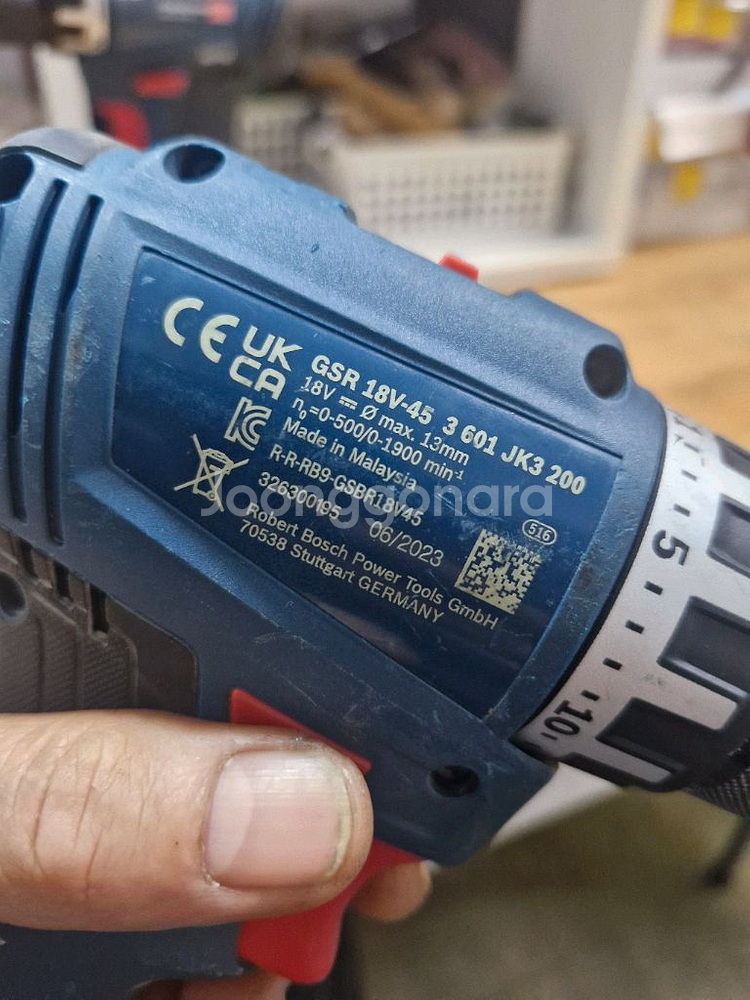 CE UK
CA
GSR 18V-45 3 601 JK3 200
18V ⎓ Ø max. 13mm
n₀=0-500/0-1900 min⁻¹
Made in Malaysia
R-R-RB9-GSBR18V45
326300195 06/2023
516
Robert Bosch Power Tools GmbH
70538 Stuttgart GERMANY
Joonggonara
5
10